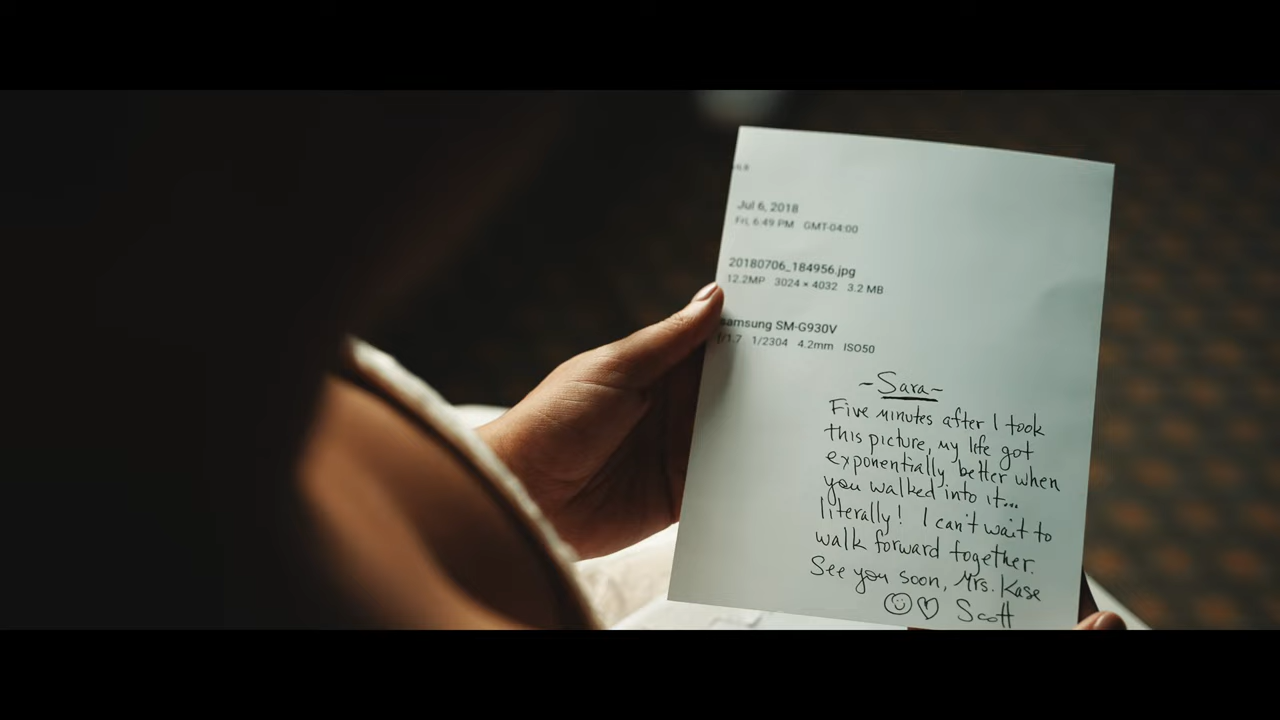 Jul 6, 2018
Fri, 6:49 PM GMT-04:00
20180706_184956.jpg
12.2MP 3024 × 4032 3.2 MB
samsung SM-G930V
f/1.7 1/2304 4.2mm ISO50
~Sara~
Five minutes after I took
this picture, my life got
exponentially better when
you walked into it...
literally! I can't wait to
walk forward together.
See you soon, Mrs. Kase
Scott